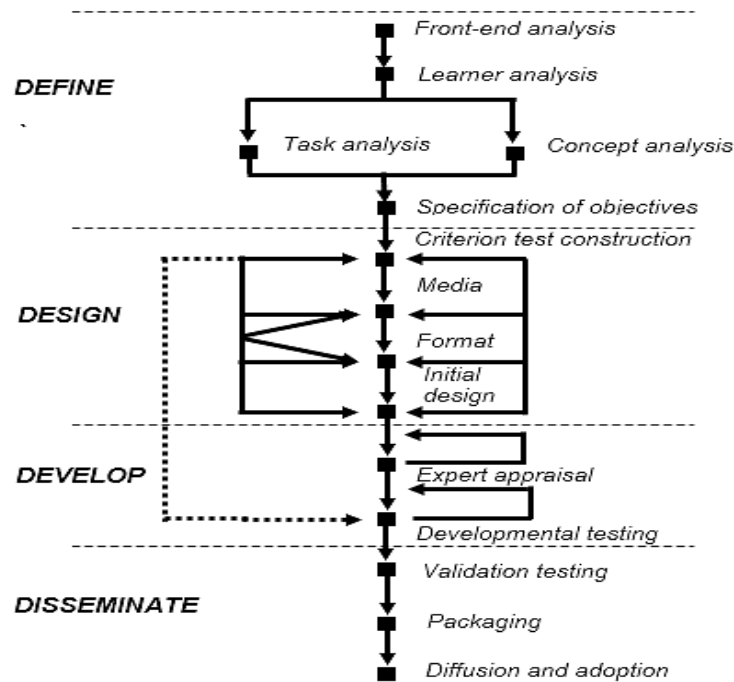 Front-end analysis
Learner analysis
DEFINE
Task analysis
Concept analysis
Specification of objectives
Criterion test construction
Media
DESIGN
Format
Initial
design
DEVELOP
Expert appraisal
Developmental testing
Validation testing
DISSEMINATE
Packaging
Diffusion and adoption